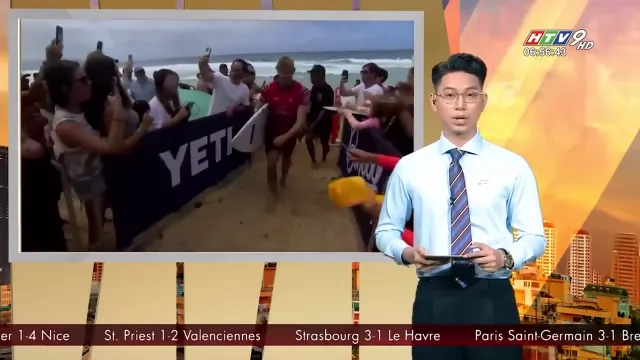 HTV9 HD
06:56:43
YETI
er 1-4 Nice St. Priest 1-2 Valenciennes Strasbourg 3-1 Le Havre Paris Saint-Germain 3-1 Bre